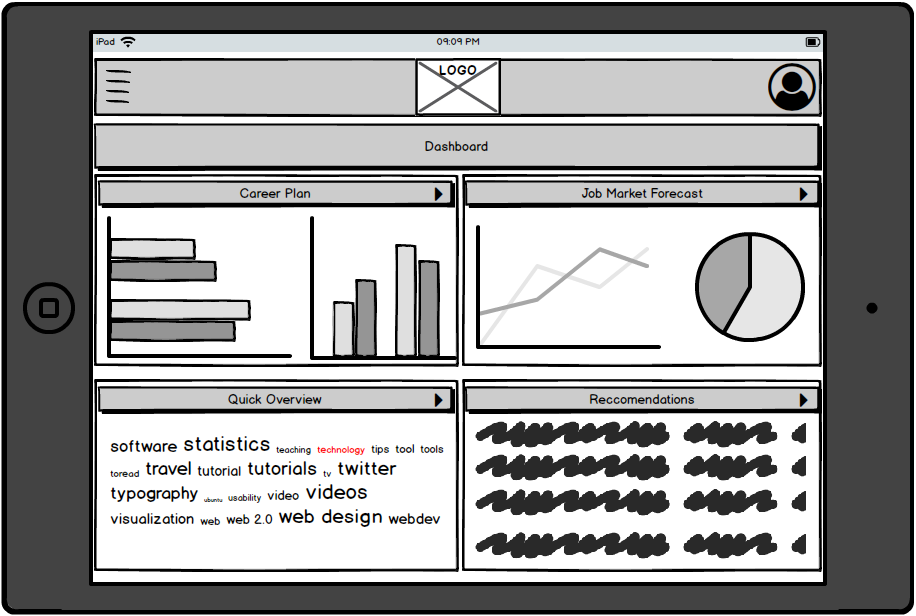 iPad 09:09 PM
LOGO
Dashboard
Career Plan
Job Market Forecast
Quick Overview
software statistics teaching technology tips tool tools
toread travel tutorial tutorials tv twitter
typography ubuntu usability video videos
visualization web web 2.0 web design webdev
Reccomendations